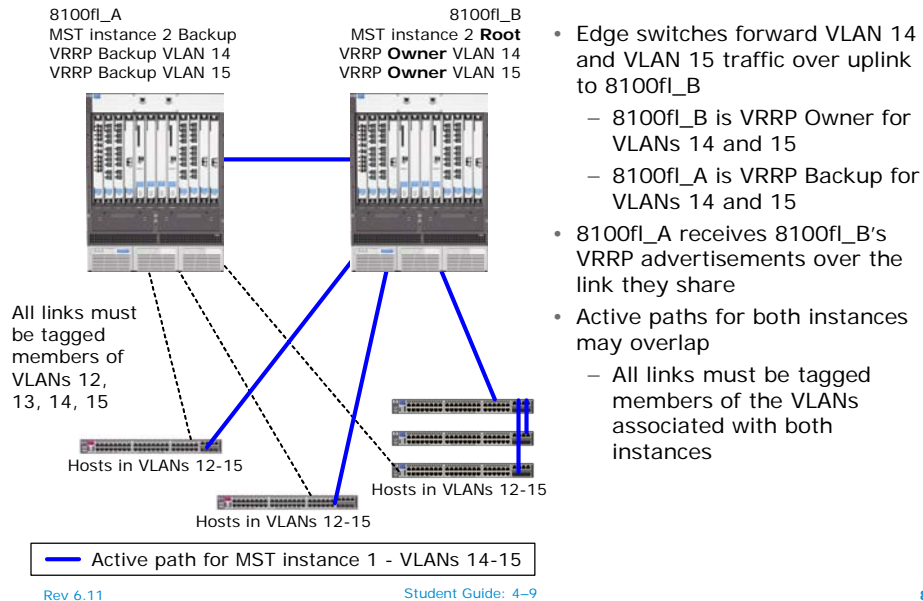 8100fl_A
MST instance 2 Backup
VRRP Backup VLAN 14
VRRP Backup VLAN 15
8100fl_B
MST instance 2 Root
VRRP Owner VLAN 14
VRRP Owner VLAN 15
All links must
be tagged
members of
VLANs 12,
13, 14, 15
Hosts in VLANs 12-15
Hosts in VLANs 12-15
Hosts in VLANs 12-15
Active path for MST instance 1 - VLANs 14-15
• Edge switches forward VLAN 14
and VLAN 15 traffic over uplink
to 8100fl_B
– 8100fl_B is VRRP Owner for
VLANs 14 and 15
– 8100fl_A is VRRP Backup for
VLANs 14 and 15
• 8100fl_A receives 8100fl_B's
VRRP advertisements over the
link they share
• Active paths for both instances
may overlap
– All links must be tagged
members of the VLANs
associated with both
instances
Rev 6.11
Student Guide: 4–9